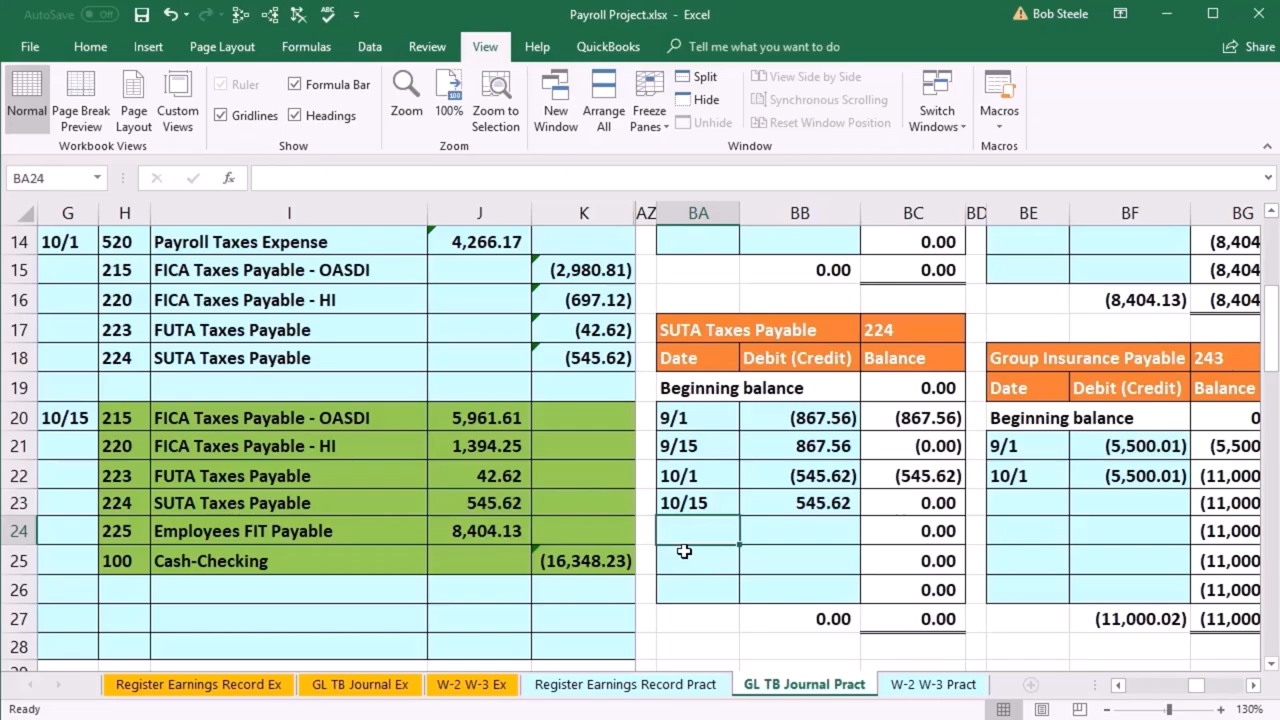 AutoSave Off Payroll Project.xlsx - Excel Bob Steele
File Home Insert Page Layout Formulas Data Review View Help QuickBooks Tell me what you want to do Share
Normal Page Break Preview Page Layout Custom Views
Workbook Views
Ruler Formula Bar
Gridlines Headings
Show
Zoom 100% Zoom to Selection
Zoom
New Window Arrange All Freeze Panes
Split
Hide
Unhide
View Side by Side
Synchronous Scrolling
Reset Window Position
Window
Switch Windows
Macros
Macros
BA24 fx
G H I J K AZ BA BB BC BD BE BF BG
14 10/1 520 Payroll Taxes Expense 4,266.17 0.00 (8,404
15 215 FICA Taxes Payable - OASDI (2,980.81) 0.00 0.00 (8,404
16 220 FICA Taxes Payable - HI (697.12) (8,404.13) (8,404
17 223 FUTA Taxes Payable (42.62) SUTA Taxes Payable 224
18 224 SUTA Taxes Payable (545.62) Date Debit (Credit) Balance Group Insurance Payable 243
19 Beginning balance 0.00 Date Debit (Credit) Balance
20 10/15 215 FICA Taxes Payable - OASDI 5,961.61 9/1 (867.56) (867.56) Beginning balance 0
21 220 FICA Taxes Payable - HI 1,394.25 9/15 867.56 (0.00) 9/1 (5,500.01) (5,500
22 223 FUTA Taxes Payable 42.62 10/1 (545.62) (545.62) 10/1 (5,500.01) (11,000
23 224 SUTA Taxes Payable 545.62 10/15 545.62 0.00 (11,000
24 225 Employees FIT Payable 8,404.13 0.00 (11,000
25 100 Cash-Checking (16,348.23) 0.00 (11,000
26 0.00 (11,000
27 0.00 0.00 (11,000.02) (11,000
28
Register Earnings Record Ex GL TB Journal Ex W-2 W-3 Ex Register Earnings Record Pract GL TB Journal Pract W-2 W-3 Pract
Ready 130%